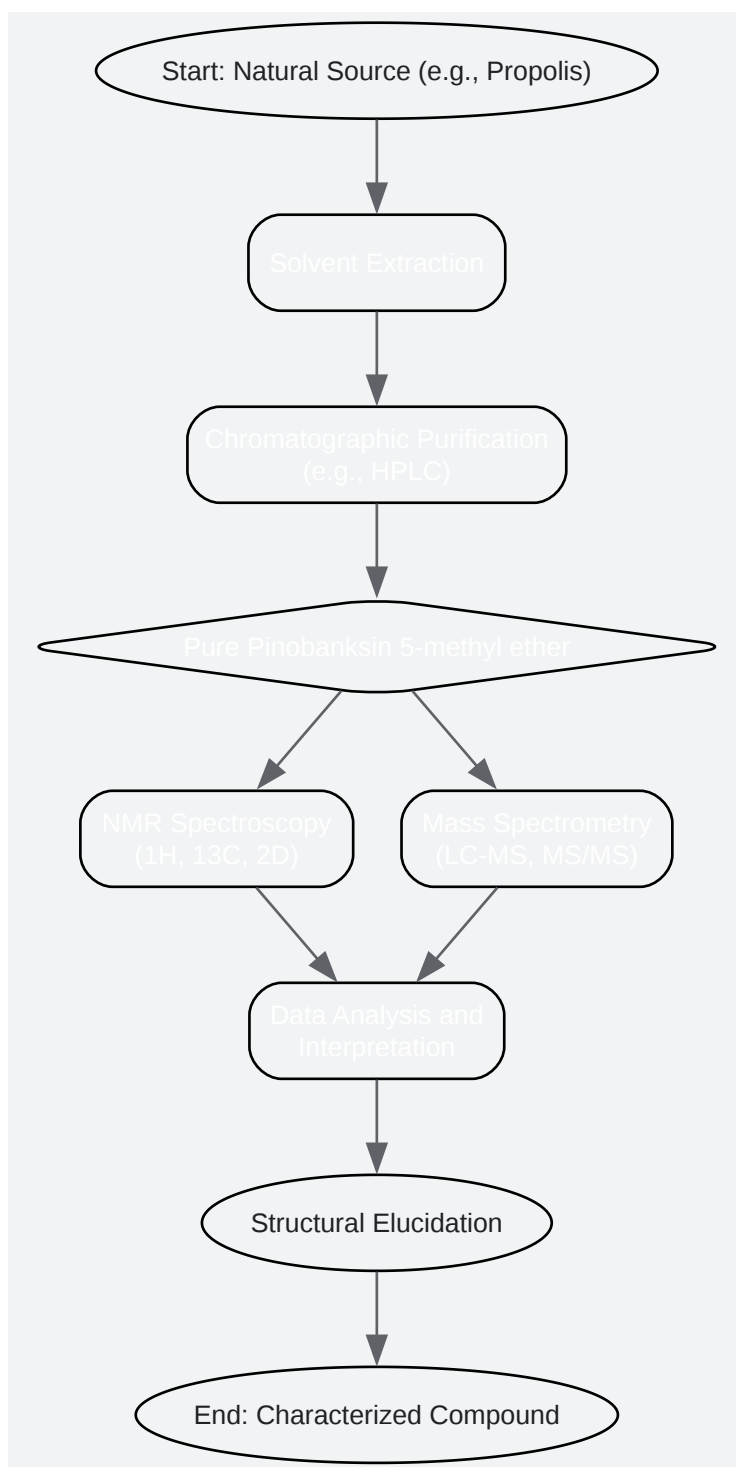 Start: Natural Source (e.g., Propolis)
Solvent Extraction
Chromatographic Purification
(e.g., HPLC)
Pure Pinobanksin 5-methyl ether
NMR Spectroscopy
(1H, 13C, 2D)
Mass Spectrometry
(LC-MS, MS/MS)
Data Analysis and
Interpretation
Structural Elucidation
End: Characterized Compound